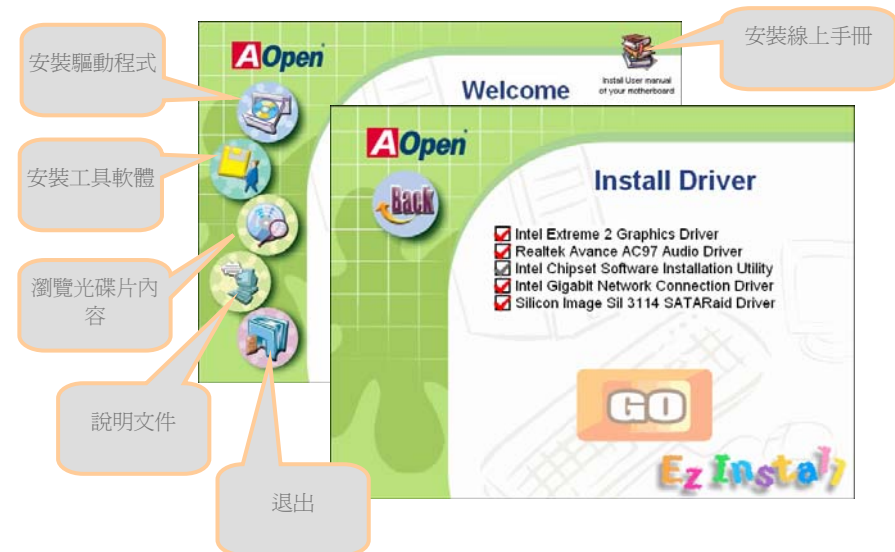 安裝驅動程式
安裝工具軟體
瀏覽光碟片內
容
說明文件
退出
安裝線上手冊
AOpen
Welcome
Install User manual
of your motherboard
AOpen
Back
Install Driver
Intel Extreme 2 Graphics Driver
Realtek Avance AC97 Audio Driver
Intel Chipset Software Installation Utility
Intel Gigabit Network Connection Driver
Silicon Image Sil 3114 SATARaid Driver
GO
Ez Install